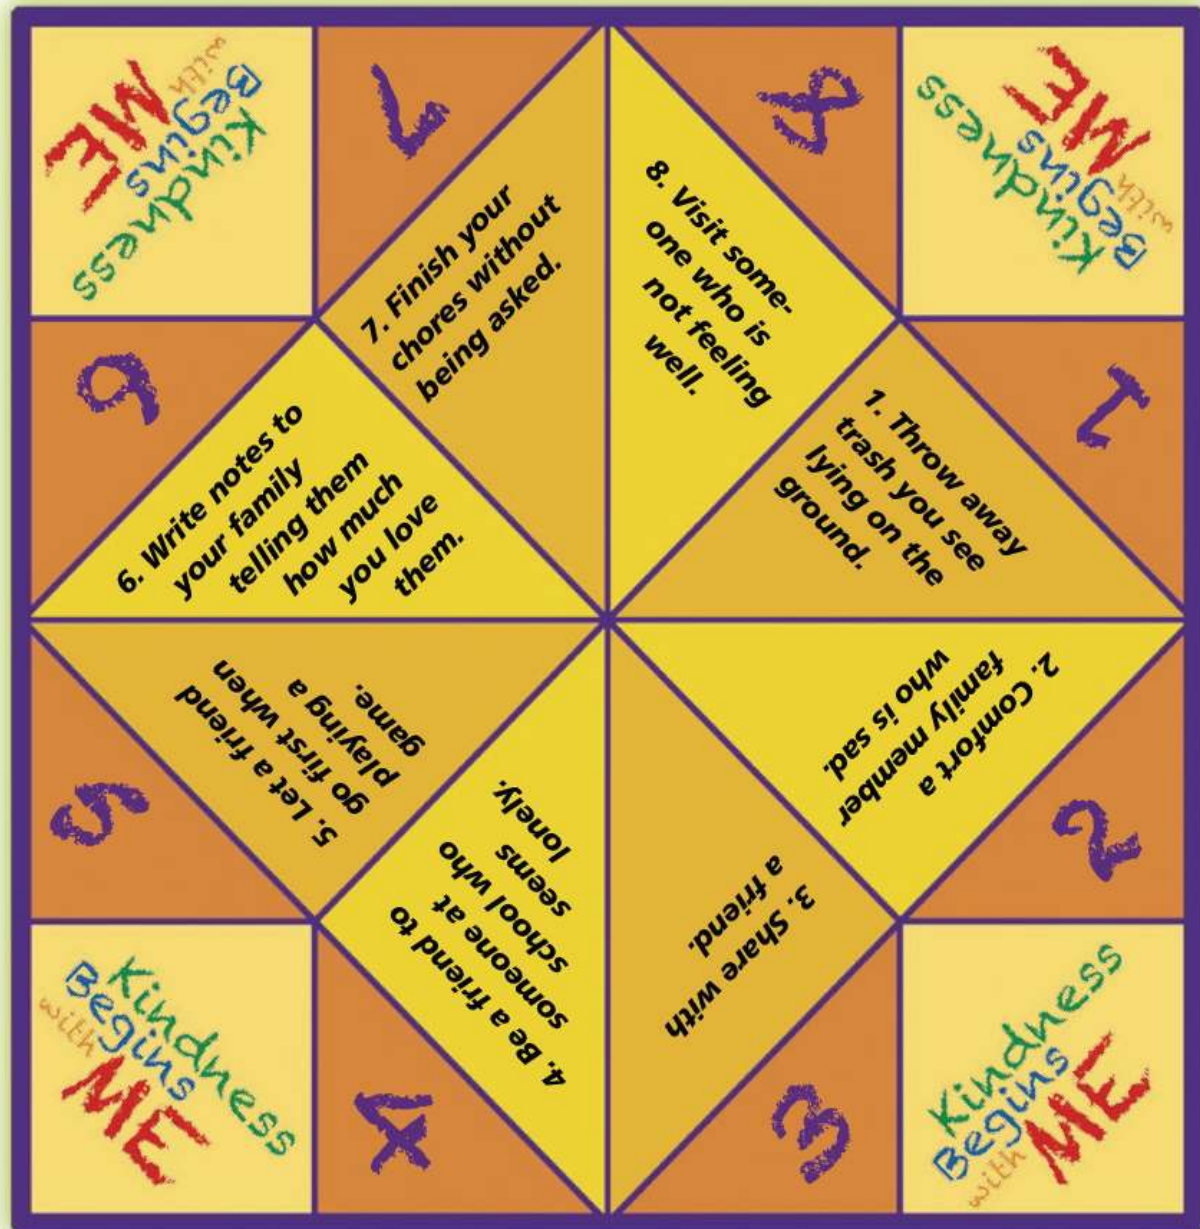 Kindness
Begins
with
ME
7
8
Kindness
Begins
with
ME
7. Finish your
chores without
being asked.
8. Visit some-
one who is
not feeling
well.
6
6. Write notes to
your family
telling them
how much
you love
them.
1. Throw away
trash you see
lying on the
ground.
1
5
5. Let a friend
go first when
playing a
game.
2. Comfort a
family member
who is sad.
2
4. Be a friend to
someone at
school who
seems
lonely.
3. Share with
a friend.
Kindness
Begins
with
ME
4
3
Kindness
Begins
with
ME